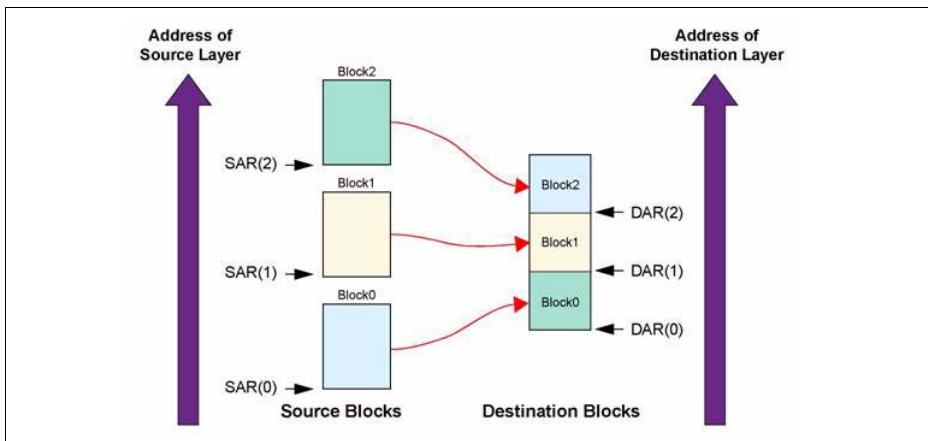 Address of
Source Layer
Address of
Destination Layer
Block2
SAR(2)
Block1
Block2
DAR(2)
Block1
SAR(1)
DAR(1)
Block0
Block0
DAR(0)
SAR(0)
Source Blocks
Destination Blocks